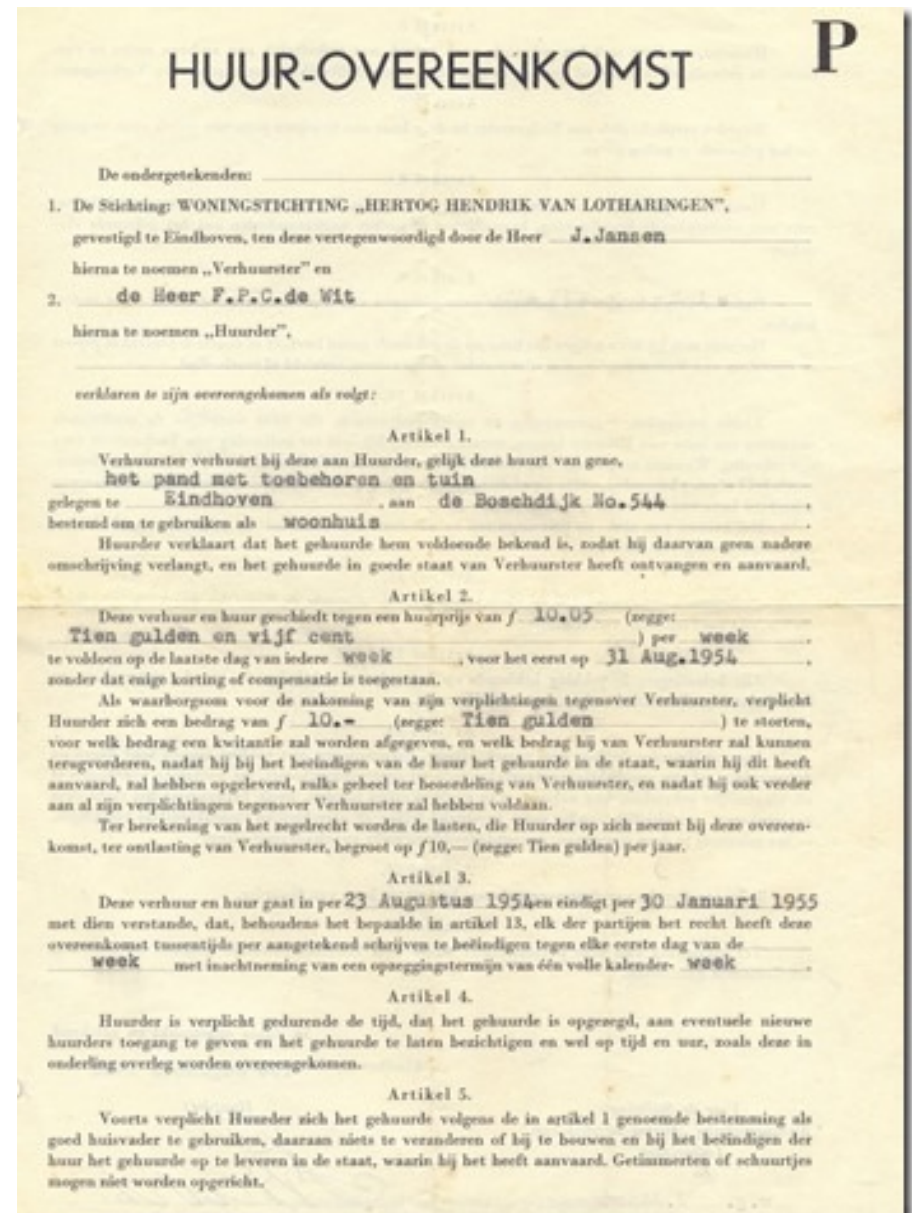 P
HUUR-OVEREENKOMST
De ondergetekenden:
1. De Stichting: WONINGSTICHTING „HERTOG HENDRIK VAN LOTHARINGEN”,
gevestigd te Eindhoven, ten deze vertegenwoordigd door de Heer J.Jansen
hierna te noemen „Verhuurster” en
2. de Heer F.P.C.de Wit
hierna te noemen „Huurder”,
verklaren te zijn overeengekomen als volgt:
Artikel 1.
Verhuurster verhuurt bij deze aan Huurder, gelijk deze huurt van gene,
het pand met toebehoren en tuin
gelegen te Eindhoven , aan de Boschdijk No.544 ,
bestemd om te gebruiken als woonhuis .
Huurder verklaart dat het gehuurde hem voldoende bekend is, zodat hij daarvan geen nadere
omschrijving verlangt, en het gehuurde in goede staat van Verhuurster heeft ontvangen en aanvaard.
Artikel 2.
Deze verhuur en huur geschiedt tegen een huurprijs van f 10.05 (zegge:
Tien gulden en vijf cent ) per week ,
te voldoen op de laatste dag van iedere week , voor het eerst op 31 Aug.1954 ,
zonder dat enige korting of compensatie is toegestaan.
Als waarborgsom voor de nakoming van zijn verplichtingen tegenover Verhuurster, verplicht
Huurder zich een bedrag van f 10.- (zegge: Tien gulden ) te storten,
voor welk bedrag een kwitantie zal worden afgegeven, en welk bedrag hij van Verhuurster zal kunnen
terugvorderen, nadat hij bij het beëindigen van de huur het gehuurde in de staat, waarin hij dit heeft
aanvaard, zal hebben opgeleverd, zulks geheel ter beoordeling van Verhuurster, en nadat hij ook verder
aan al zijn verplichtingen tegenover Verhuurster zal hebben voldaan.
Ter berekening van het zegelrecht worden de lasten, die Huurder op zich neemt bij deze overeen-
komst, ter ontlasting van Verhuurster, begroot op f 10,— (zegge: Tien gulden) per jaar.
Artikel 3.
Deze verhuur en huur gaat in per 23 Augustus 1954 en eindigt per 30 Januari 1955
met dien verstande, dat, behoudens het bepaalde in artikel 13, elk der partijen het recht heeft deze
overeenkomst tussentijds per aangetekend schrijven te beëindigen tegen elke eerste dag van de
week met inachtneming van een opzeggingstermijn van één volle kalender- week .
Artikel 4.
Huurder is verplicht gedurende de tijd, dat het gehuurde is opgezegd, aan eventuele nieuwe
huurders toegang te geven en het gehuurde te laten bezichtigen en wel op tijd en uur, zoals deze in
onderling overleg worden overeengekomen.
Artikel 5.
Voorts verplicht Huurder zich het gehuurde volgens de in artikel 1 genoemde bestemming als
goed huisvader te gebruiken, daaraan niets te veranderen of bij te bouwen en bij het beëindigen der
huur het gehuurde op te leveren in de staat, waarin hij het heeft aanvaard. Getimmerten of schuurtjes
mogen niet worden opgericht.